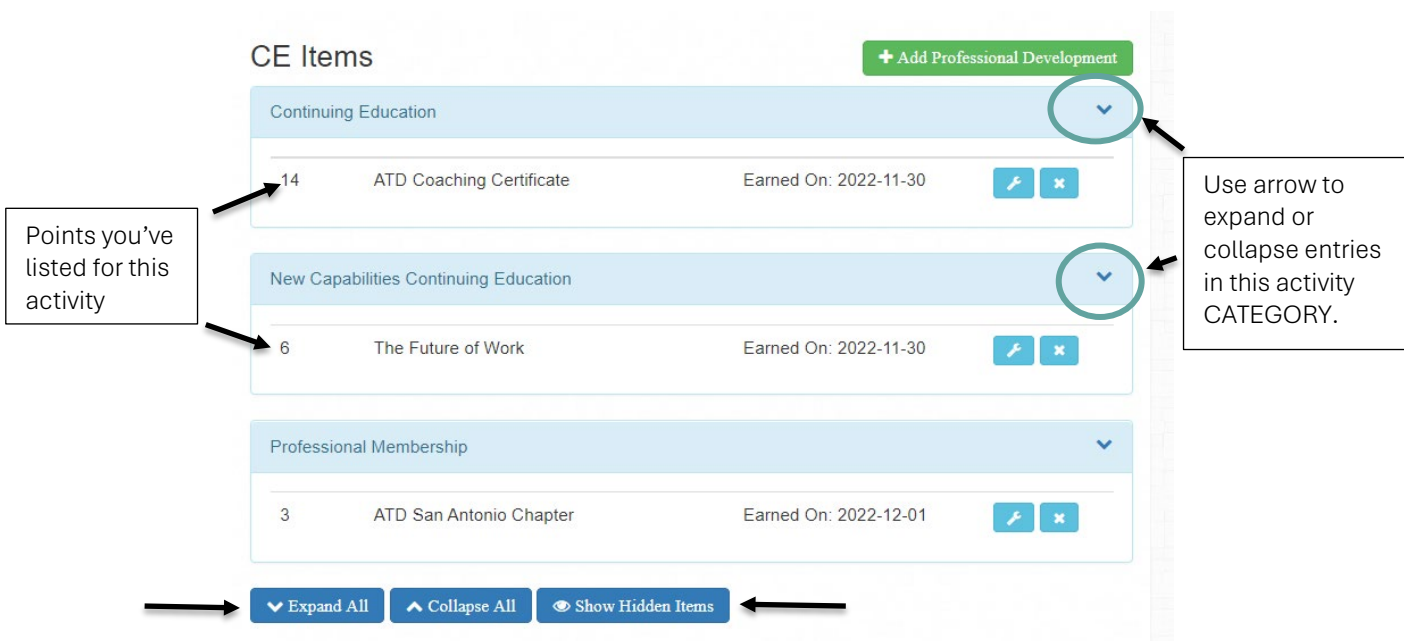 CE Items
Add Professional Development
Continuing Education
14 ATD Coaching Certificate Earned On: 2022-11-30
Points you’ve
listed for this
activity
Use arrow to
expand or
collapse entries
in this activity
CATEGORY.
New Capabilities Continuing Education
6 The Future of Work Earned On: 2022-11-30
Professional Membership
3 ATD San Antonio Chapter Earned On: 2022-12-01
Expand All Collapse All Show Hidden Items